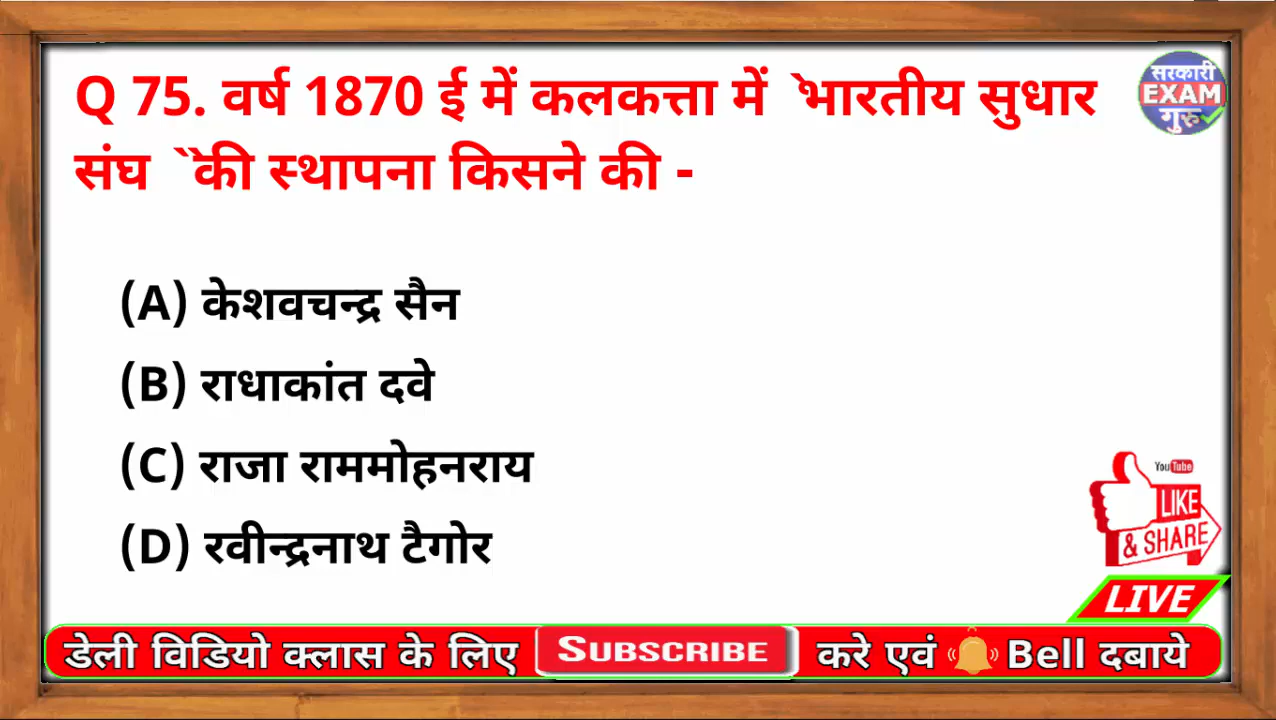 Q 75. वर्ष 1870 ई में कलकत्ता में `भारतीय सुधार
संघ ``की स्थापना किसने की -
सरकारी
EXAM
गुरु
(A) केशवचन्द्र सैन
(B) राधाकांत दवे
(C) राजा राममोहनराय
(D) रवीन्द्रनाथ टैगोर
YouTube
LIKE
& SHARE
LIVE
डेली विडियो क्लास के लिए SUBSCRIBE करे एवं Bell दबाये